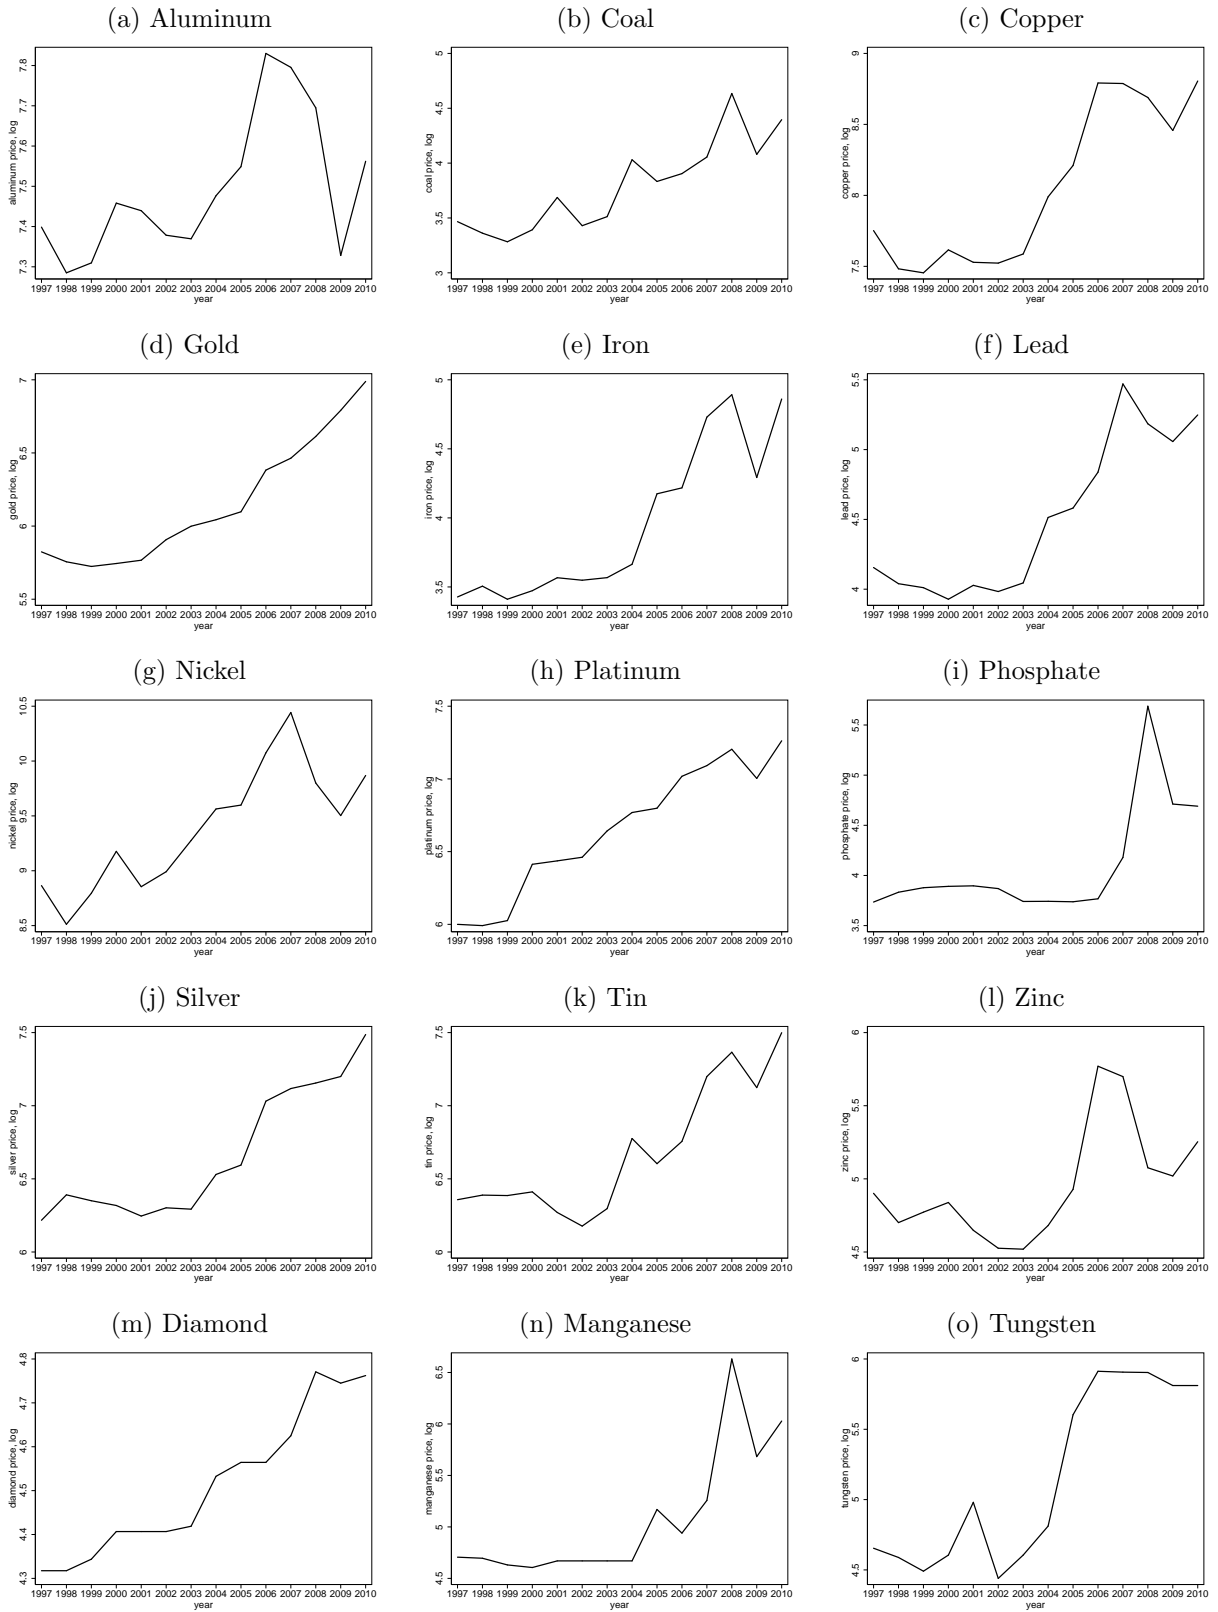 (a) Aluminum
(b) Coal
(c) Copper
aluminum price, log
7.3 7.4 7.5 7.6 7.7 7.8
1997 1998 1999 2000 2001 2002 2003 2004 2005 2006 2007 2008 2009 2010
year
coal price, log
3 3.5 4 4.5 5
1997 1998 1999 2000 2001 2002 2003 2004 2005 2006 2007 2008 2009 2010
year
copper price, log
7.5 8 8.5 9
1997 1998 1999 2000 2001 2002 2003 2004 2005 2006 2007 2008 2009 2010
year
(d) Gold
(e) Iron
(f) Lead
gold price, log
5.5 6 6.5 7
1997 1998 1999 2000 2001 2002 2003 2004 2005 2006 2007 2008 2009 2010
year
iron price, log
3.5 4 4.5 5
1997 1998 1999 2000 2001 2002 2003 2004 2005 2006 2007 2008 2009 2010
year
lead price, log
4 4.5 5 5.5
1997 1998 1999 2000 2001 2002 2003 2004 2005 2006 2007 2008 2009 2010
year
(g) Nickel
(h) Platinum
(i) Phosphate
nickel price, log
8.5 9 9.5 10 10.5
1997 1998 1999 2000 2001 2002 2003 2004 2005 2006 2007 2008 2009 2010
year
platinum price, log
6 6.5 7 7.5
1997 1998 1999 2000 2001 2002 2003 2004 2005 2006 2007 2008 2009 2010
year
phosphate price, log
3.5 4 4.5 5 5.5
1997 1998 1999 2000 2001 2002 2003 2004 2005 2006 2007 2008 2009 2010
year
(j) Silver
(k) Tin
(l) Zinc
silver price, log
6 6.5 7 7.5
1997 1998 1999 2000 2001 2002 2003 2004 2005 2006 2007 2008 2009 2010
year
tin price, log
6 6.5 7 7.5
1997 1998 1999 2000 2001 2002 2003 2004 2005 2006 2007 2008 2009 2010
year
zinc price, log
4.5 5 5.5 6
1997 1998 1999 2000 2001 2002 2003 2004 2005 2006 2007 2008 2009 2010
year
(m) Diamond
(n) Manganese
(o) Tungsten
diamond price, log
4.3 4.4 4.5 4.6 4.7 4.8
1997 1998 1999 2000 2001 2002 2003 2004 2005 2006 2007 2008 2009 2010
year
manganese price, log
4.5 5 5.5 6 6.5
1997 1998 1999 2000 2001 2002 2003 2004 2005 2006 2007 2008 2009 2010
year
tungsten price, log
4.5 5 5.5 6
1997 1998 1999 2000 2001 2002 2003 2004 2005 2006 2007 2008 2009 2010
year